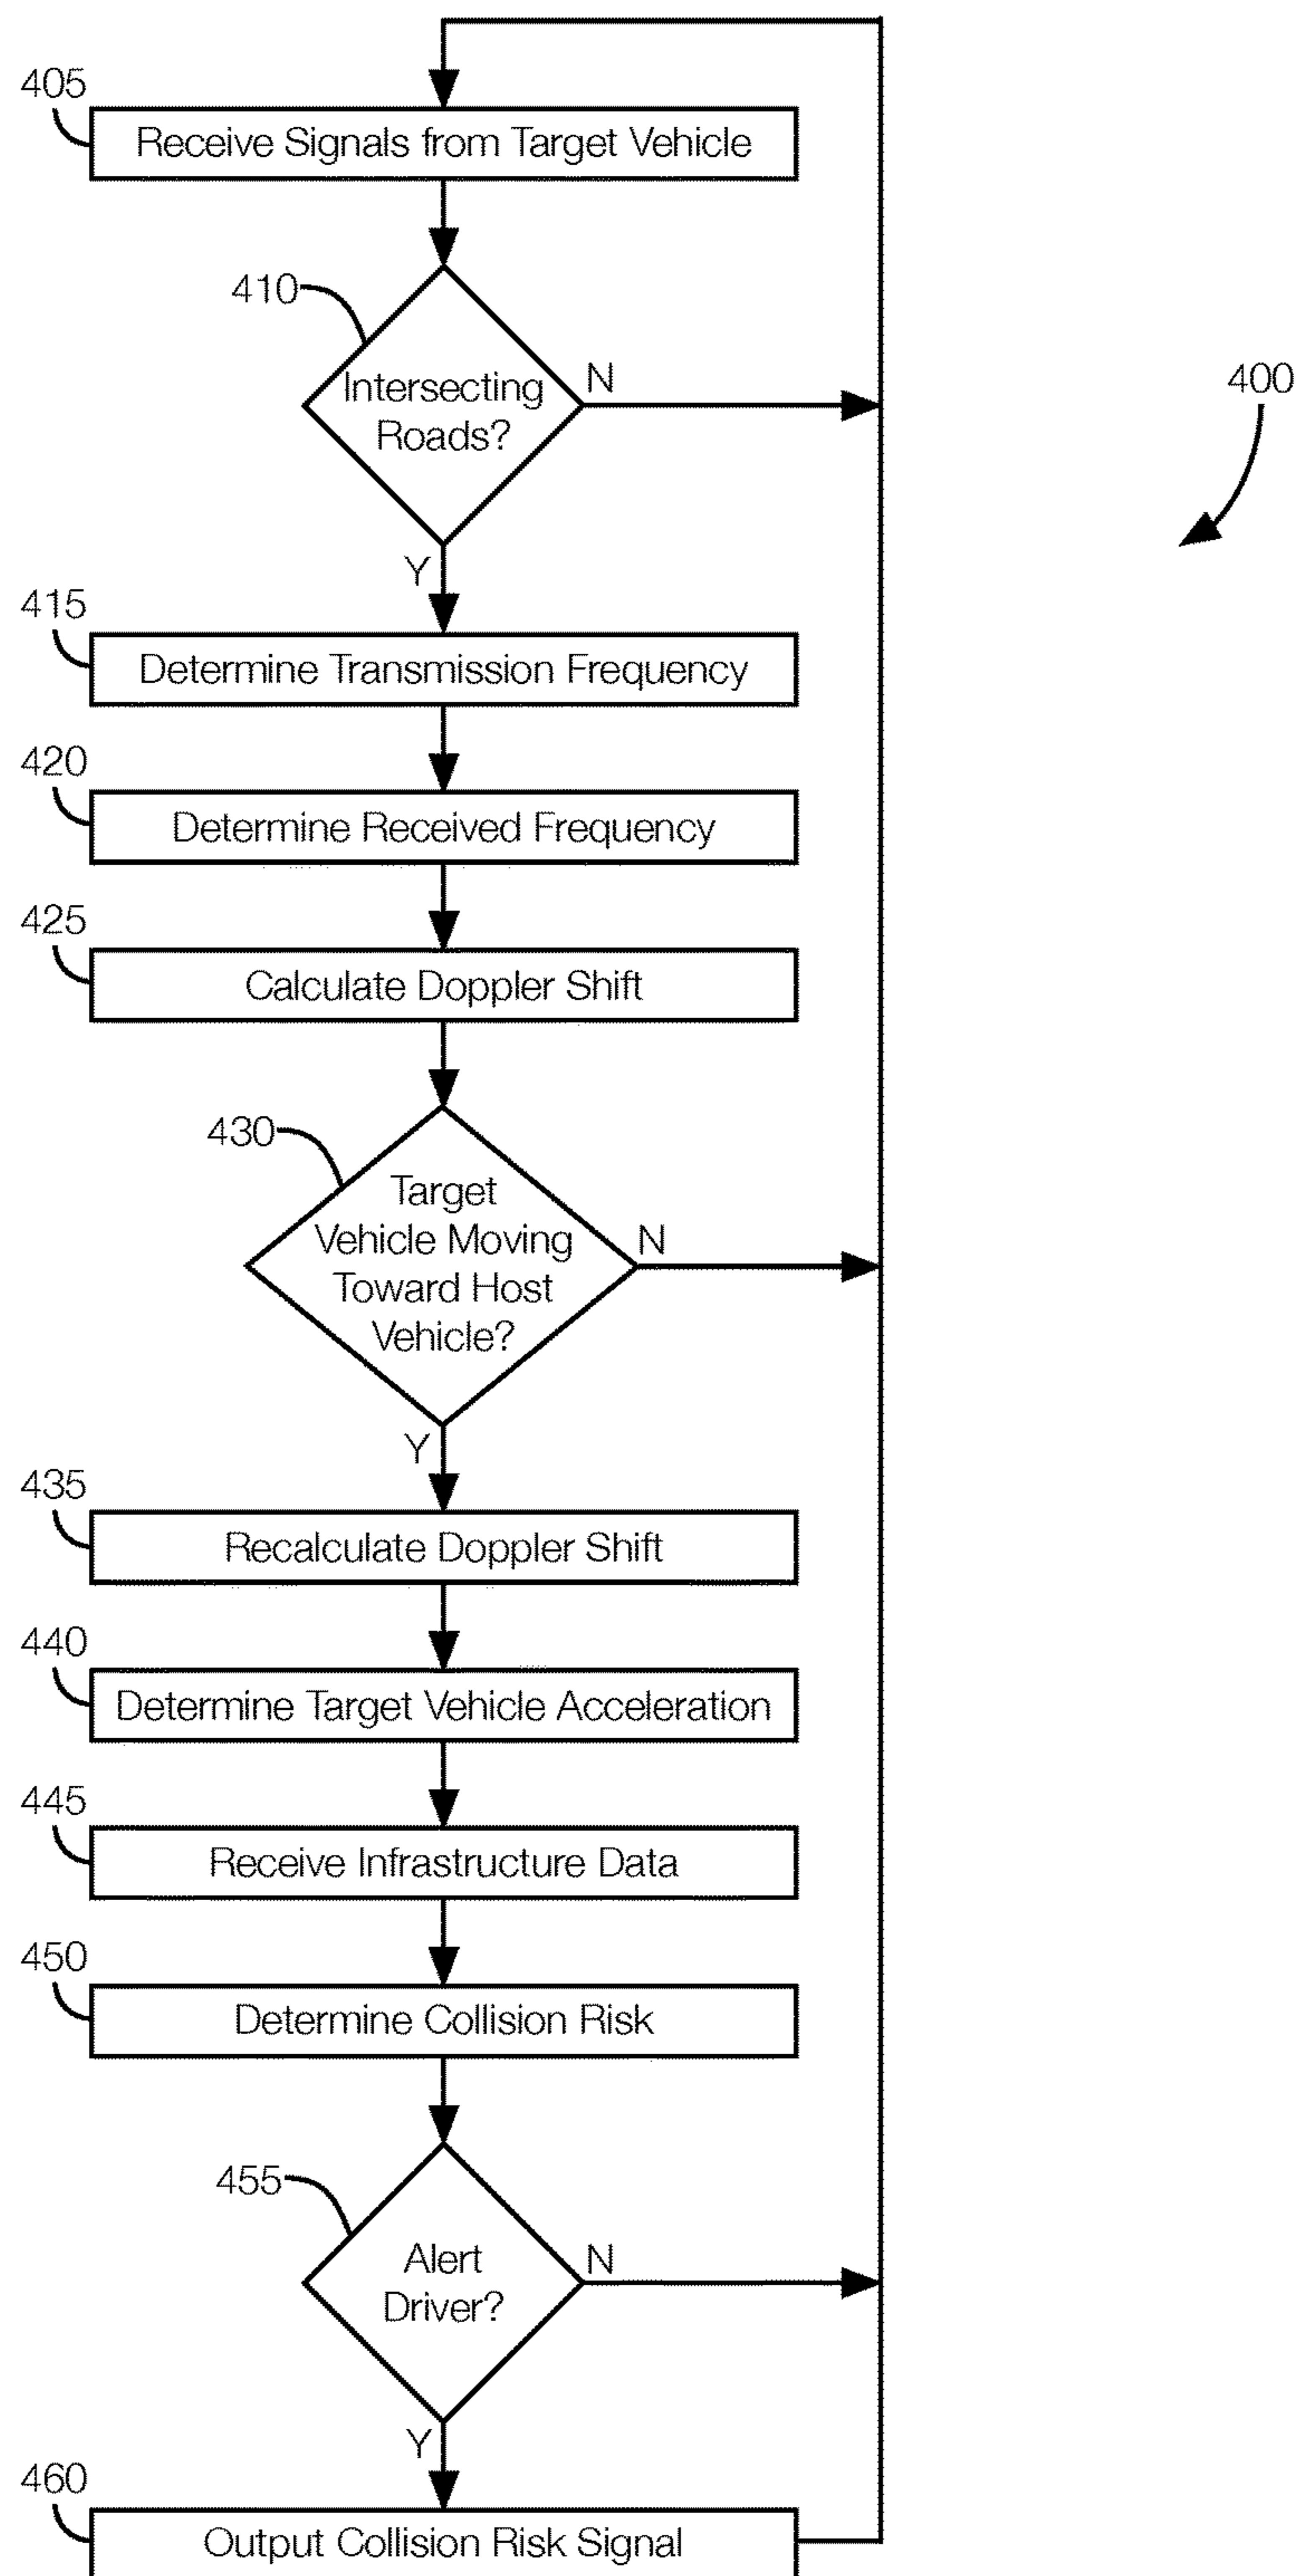 405
Receive Signals from Target Vehicle
410
Intersecting
Roads?
N
400
Y
415
Determine Transmission Frequency
420
Determine Received Frequency
425
Calculate Doppler Shift
430
Target
Vehicle Moving
Toward Host
Vehicle?
N
Y
435
Recalculate Doppler Shift
440
Determine Target Vehicle Acceleration
445
Receive Infrastructure Data
450
Determine Collision Risk
455
Alert
Driver?
N
Y
460
Output Collision Risk Signal